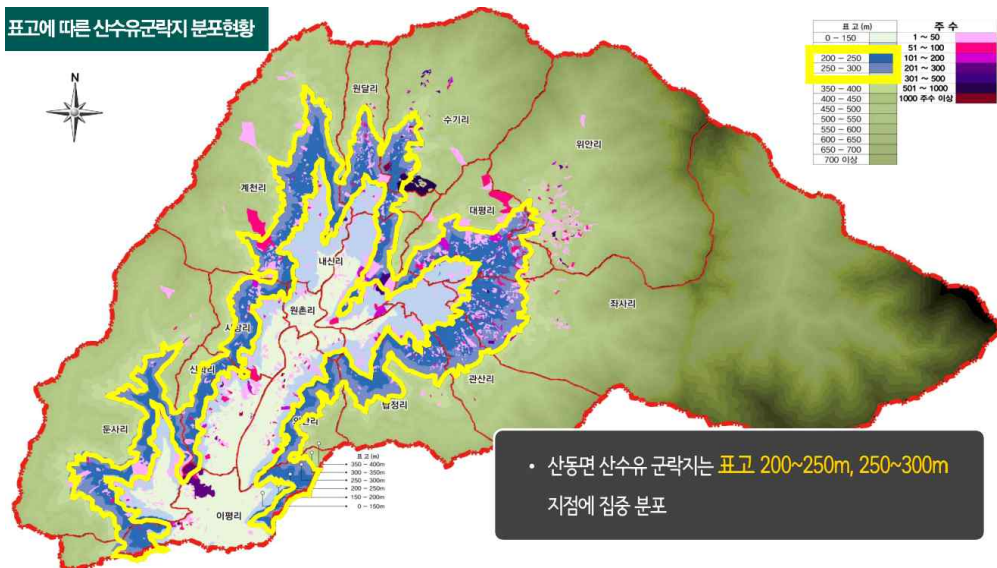 표고에 따른 산수유군락지 분포현황
N
표 고 (m)
0 - 150
200 - 250
250 - 300
350 - 400
400 - 450
450 - 500
500 - 550
550 - 600
600 - 650
650 - 700
700 이상
주 수
1 ~ 50
51 ~ 100
101 ~ 200
201 ~ 300
301 ~ 500
501 ~ 1000
1000 주수 이상
원달리
수기리
위안리
계천리
대평리
내신리
원촌리
좌사리
관산리
탑정리
둔사리
이평리
표 고 (m)
350 ~ 400m
300 ~ 350m
250 ~ 300m
200 ~ 250m
150 ~ 200m
0 ~ 150m
• 산동면 산수유 군락지는 표고 200~250m, 250~300m
지점에 집중 분포